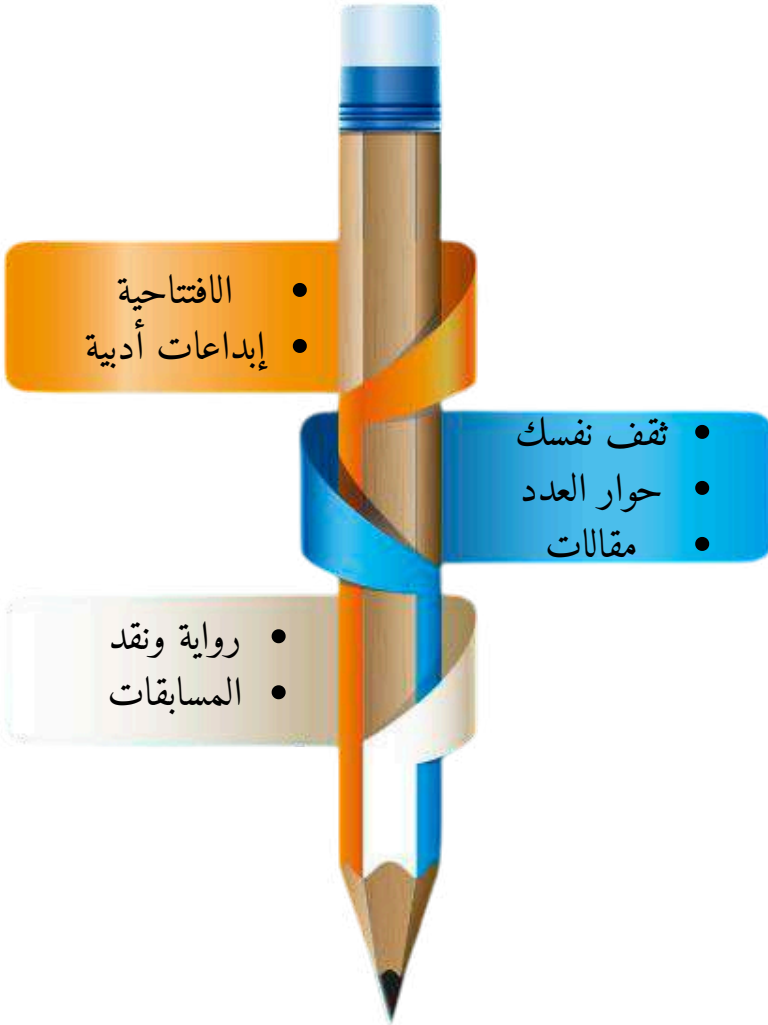 • الافتتاحية
• إبداعات أدبية
• ثقف نفسك
• حوار العدد
• مقالات
• رواية ونقد
• المسابقات